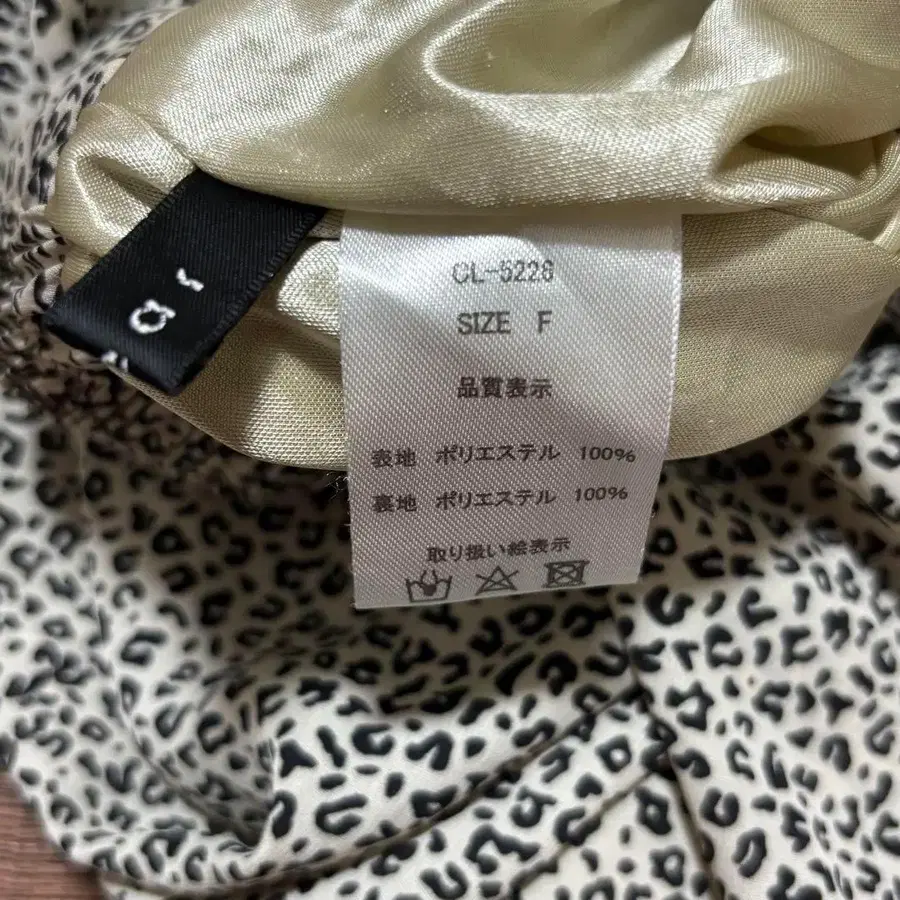 CL-5226
SIZE F
品質表示
表地 ポリエステル 100%
裏地 ポリエステル 100%
取り扱い絵表示